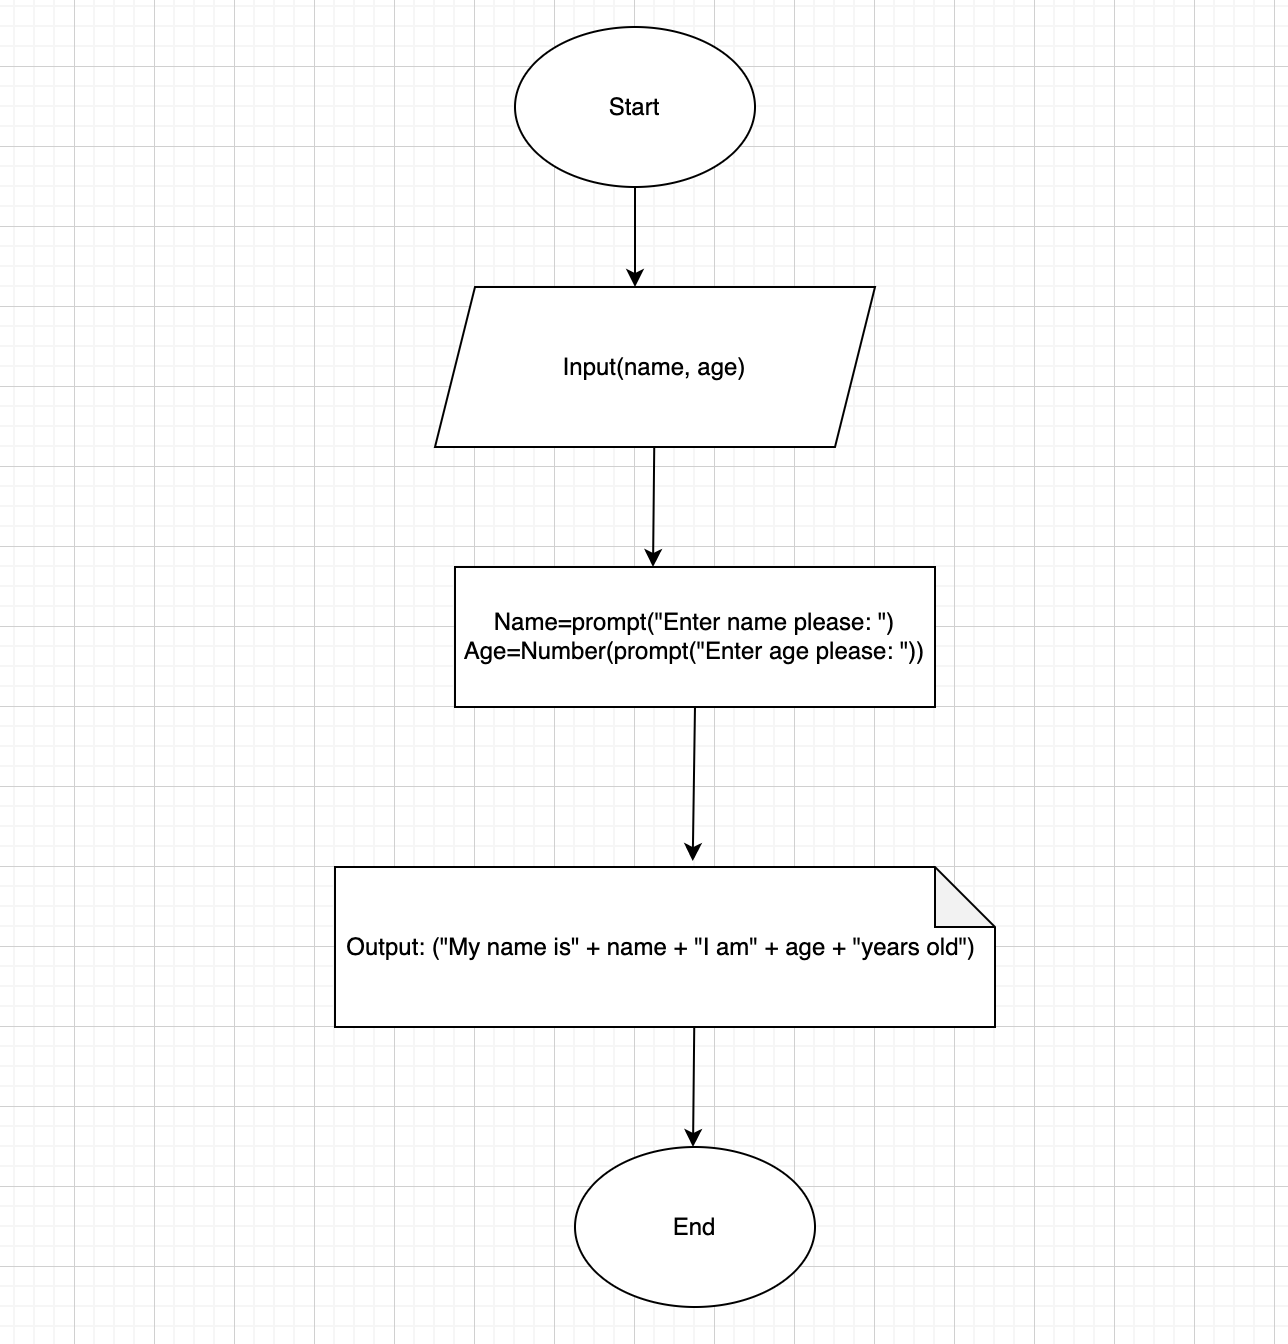 Start
Input(name, age)
Name=prompt("Enter name please: ")
Age=Number(prompt("Enter age please: "))
Output: ("My name is" + name + "I am" + age + "years old")
End